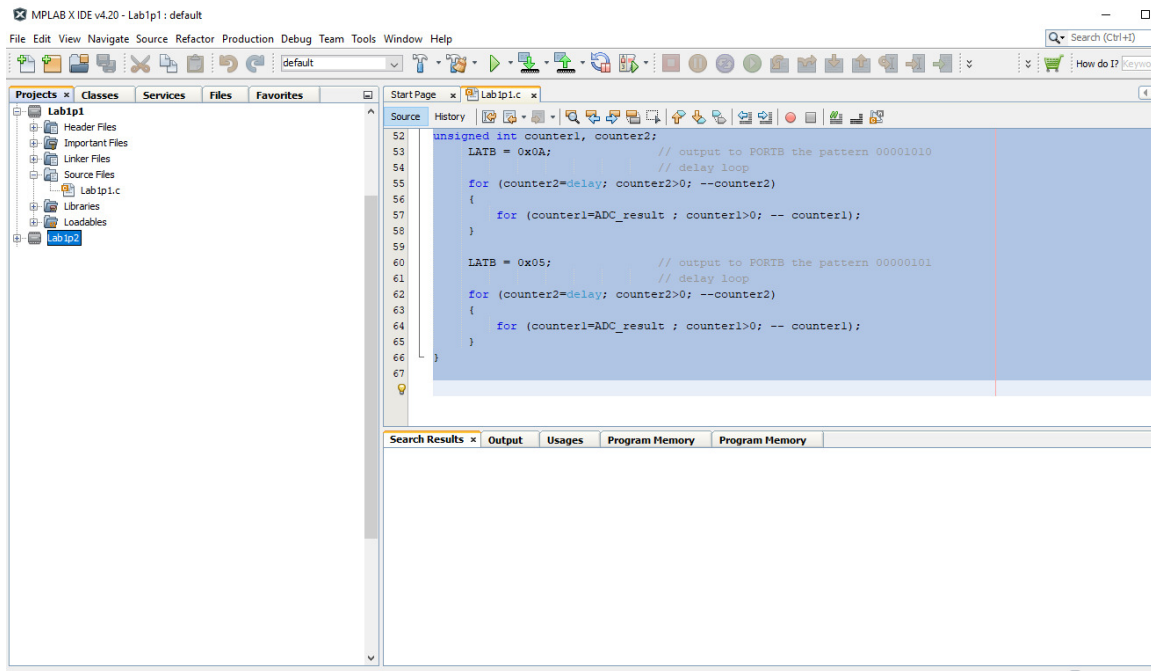 MPLAB X IDE v4.20 - Lab1p1 : default
File Edit View Navigate Source Refactor Production Debug Team Tools Window Help
Search (Ctrl+I)
default
How do I?
Projects Classes Services Files Favorites
Lab1p1
Header Files
Important Files
Linker Files
Source Files
Lab1p1.c
Libraries
Loadables
Lab1p2
Start Page Lab1p1.c
Source History
52 unsigned int counter1, counter2;
53 LATB = 0x0A; // output to PORTB the pattern 00001010
54 // delay loop
55 for (counter2=delay; counter2>0; --counter2)
56 {
57 for (counter1=ADC_result ; counter1>0; -- counter1);
58 }
59
60 LATB = 0x05; // output to PORTB the pattern 00000101
61 // delay loop
62 for (counter2=delay; counter2>0; --counter2)
63 {
64 for (counter1=ADC_result ; counter1>0; -- counter1);
65 }
66 }
67
Search Results Output Usages Program Memory Program Memory